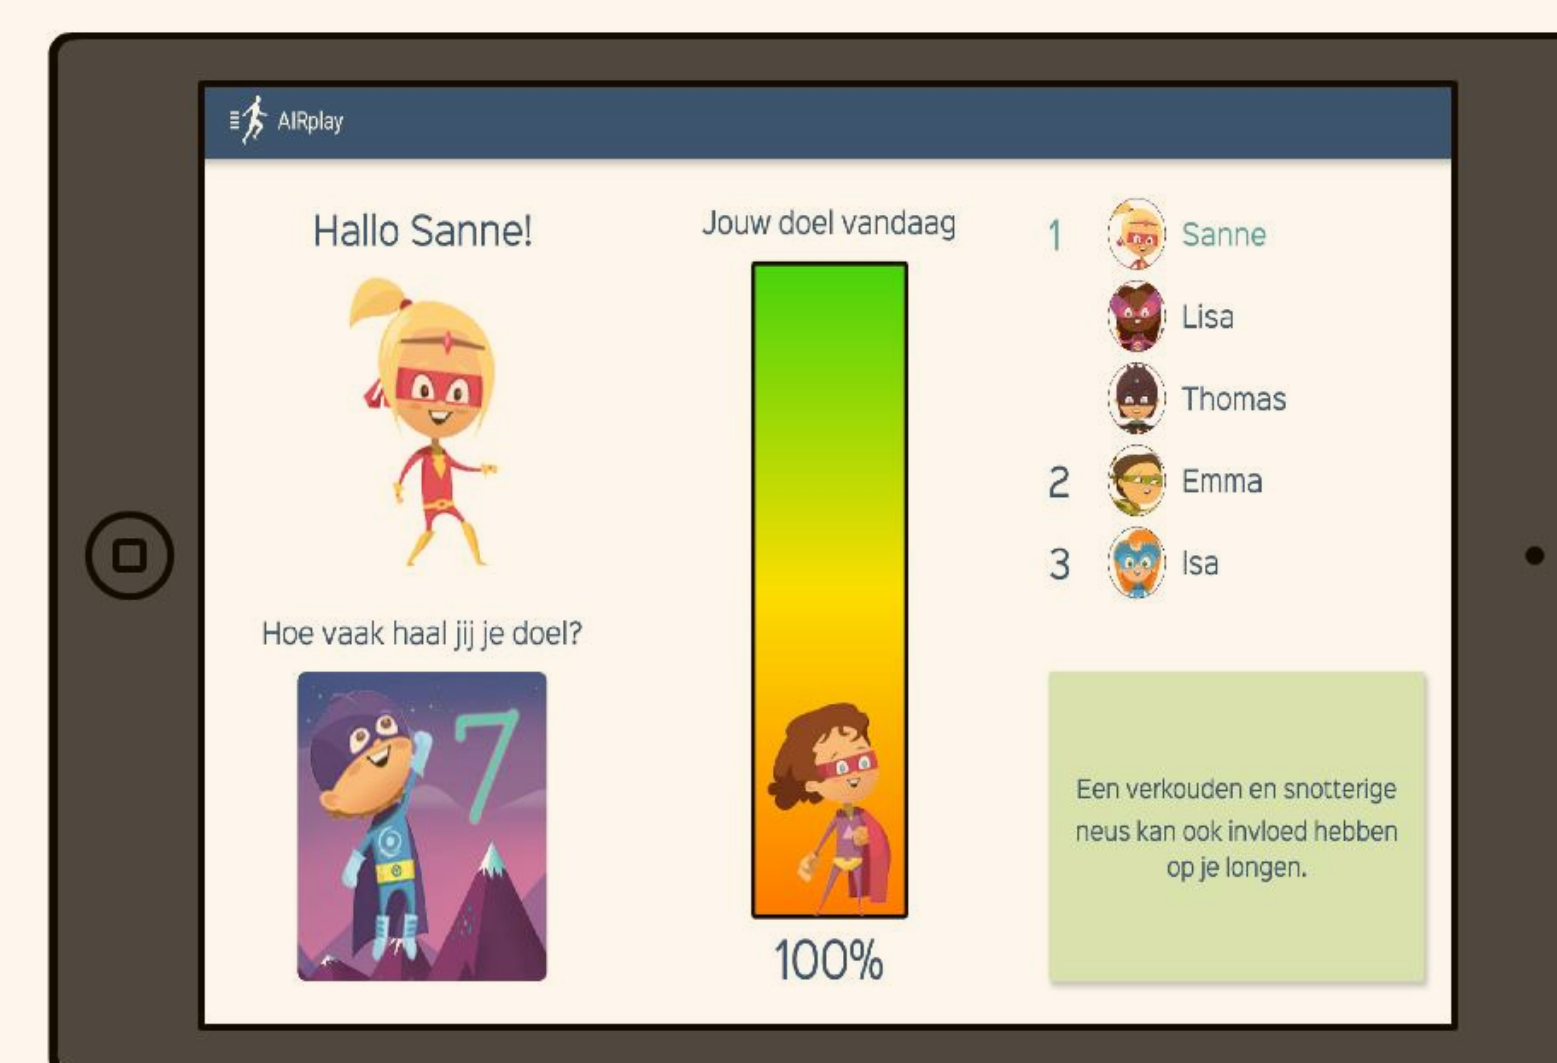 AIRplay
Hallo Sanne!
Hoe vaak haal jij je doel?
7
Jouw doel vandaag
100%
1 Sanne
Lisa
Thomas
2 Emma
3 Isa
Een verkouden en snotterige
neus kan ook invloed hebben
op je longen.